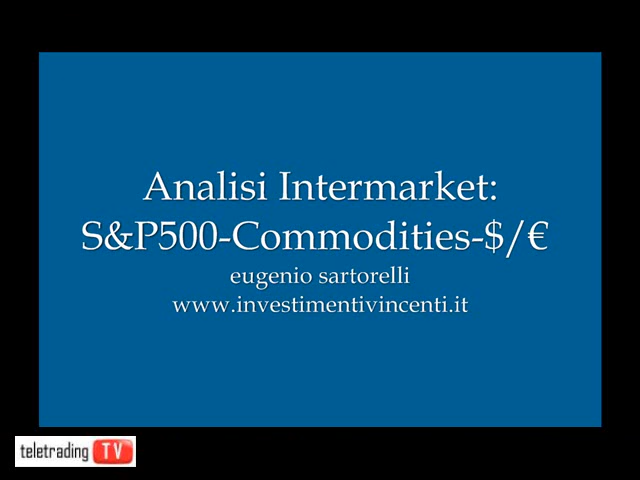 Analisi Intermarket:
S&P500-Commodities-$/€
eugenio sartorelli
www.investimentivincenti.it
teletrading TV